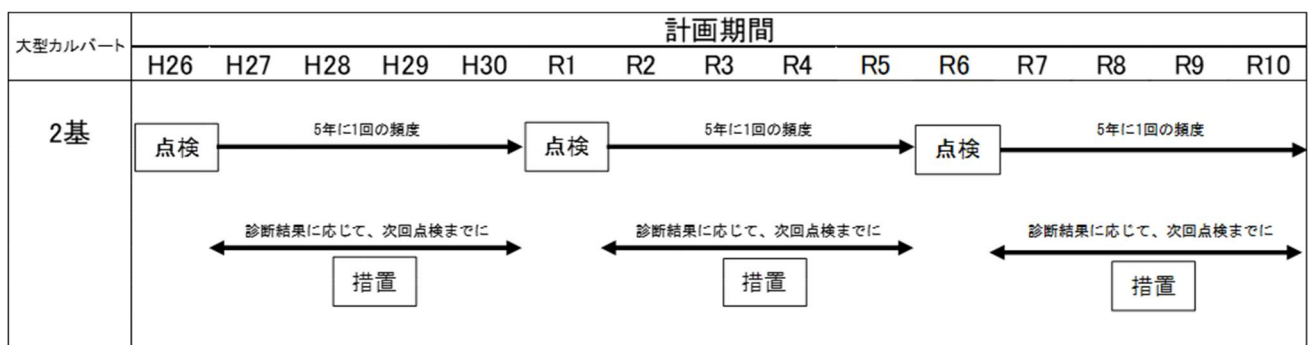 大型カルバート
計画期間
H26 H27 H28 H29 H30 R1 R2 R3 R4 R5 R6 R7 R8 R9 R10
2基
5年に1回の頻度 5年に1回の頻度 5年に1回の頻度
点検 点検 点検
診断結果に応じて、次回点検までに 診断結果に応じて、次回点検までに 診断結果に応じて、次回点検までに
措置 措置 措置